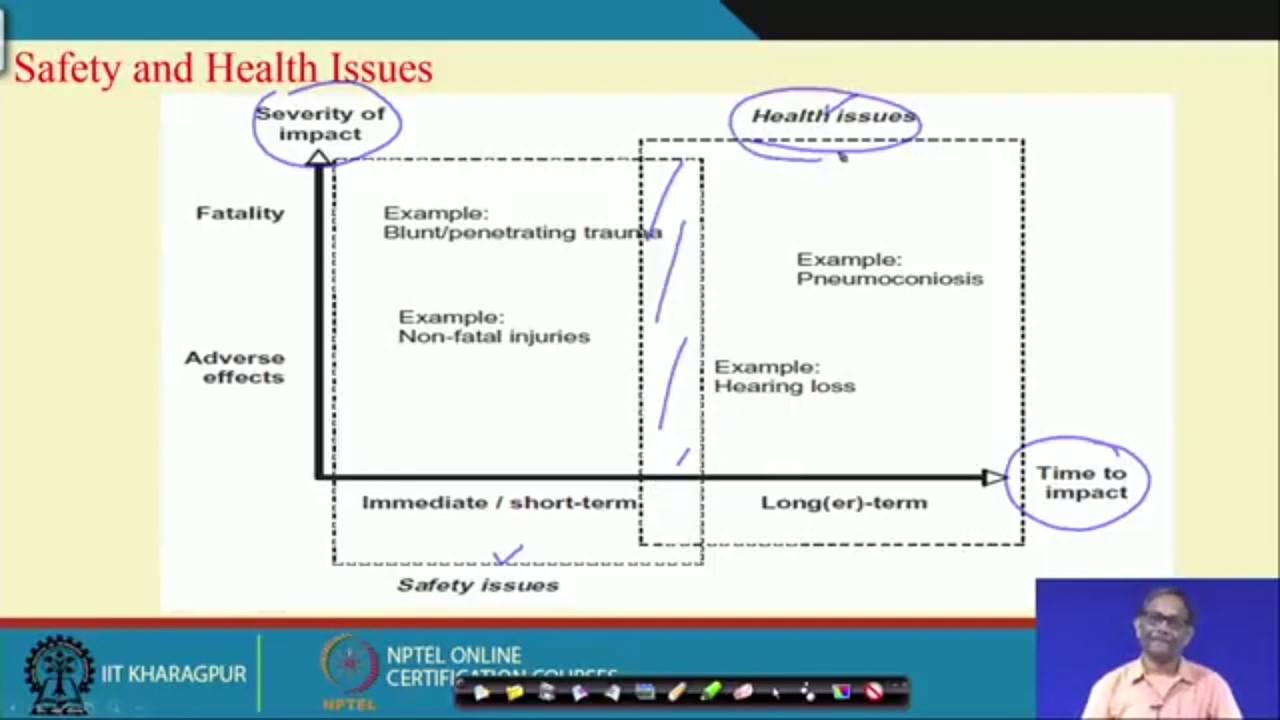 Safety and Health Issues
Severity of
impact
Health issues
Fatality
Example:
Blunt/penetrating trauma
Example:
Pneumoconiosis
Example:
Non-fatal injuries
Adverse
effects
Example:
Hearing loss
Time to
impact
Immediate / short-term
Long(er)-term
Safety issues
IIT KHARAGPUR
NPTEL
NPTEL ONLINE
CERTIFICATION COURSES